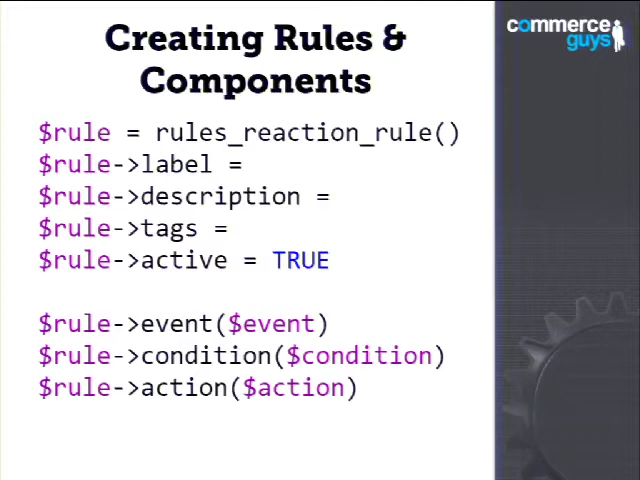 Creating Rules &
Components
commerce
guys
$rule = rules_reaction_rule()
$rule->label =
$rule->description =
$rule->tags =
$rule->active = TRUE
$rule->event($event)
$rule->condition($condition)
$rule->action($action)